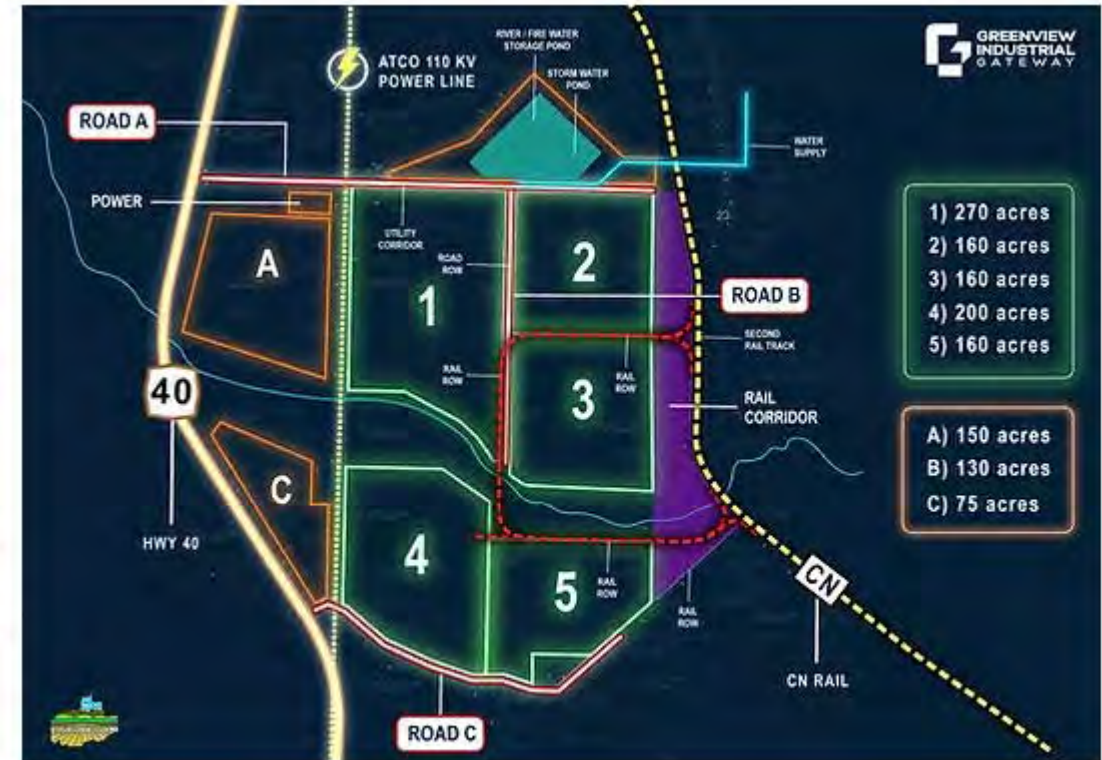 RIVER / FIRE WATER
STORAGE POND
STORM WATER
POND
ATCO 110 KV
POWER LINE
GREENVIEW
INDUSTRIAL
GATEWAY
ROAD A
WATER
SUPPLY
POWER
UTILITY
CORRIDOR
ROAD
ROW
A
1
2
ROAD B
SECOND
RAIL TRACK
1) 270 acres
2) 160 acres
3) 160 acres
4) 200 acres
5) 160 acres
RAIL
ROW
RAIL
ROW
3
RAIL
CORRIDOR
40
A) 150 acres
B) 130 acres
C) 75 acres
C
HWY 40
4
5
RAIL
ROW
RAIL
ROW
CN
CN RAIL
ROAD C